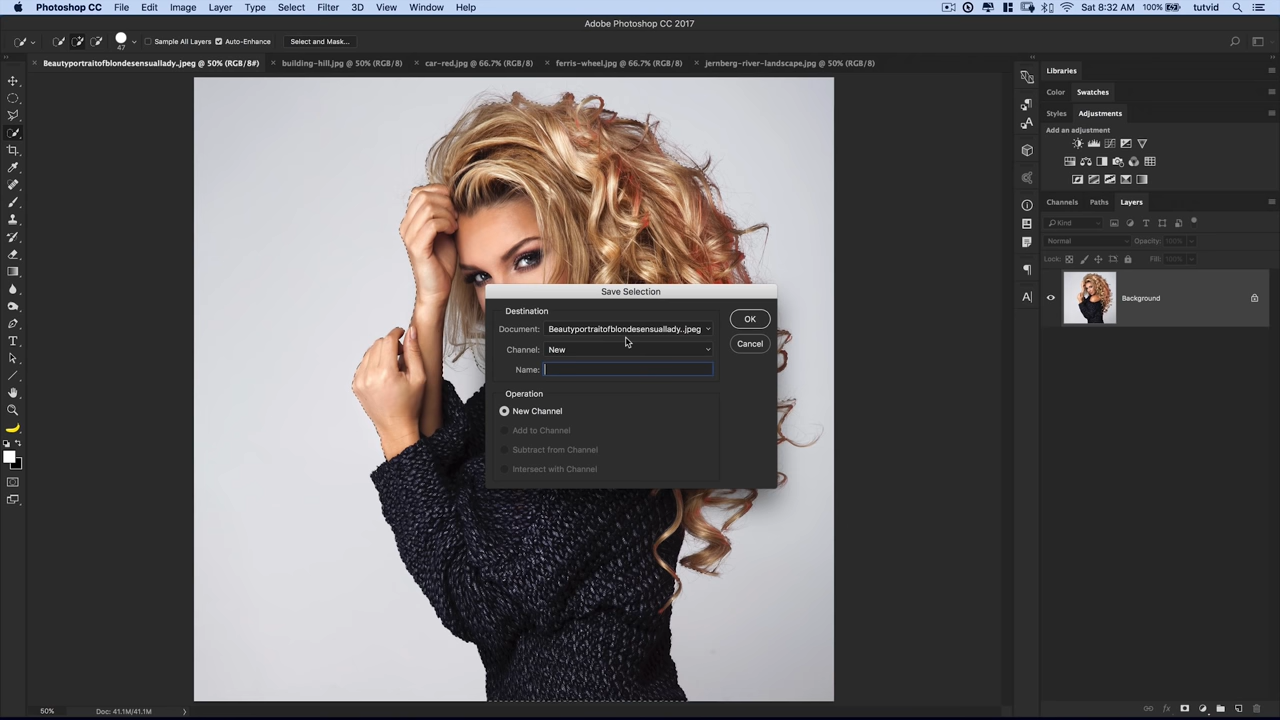 Photoshop CC File Edit Image Layer Type Select Filter 3D View Window Help Sat 8:32 AM 100% tutvid
Adobe Photoshop CC 2017
47 Sample All Layers Auto-Enhance Select and Mask...
Beautyportraitofblondesensuallady..jpeg @ 50% (RGB/8#) building-hill.jpg @ 50% (RGB/8) car-red.jpg @ 66.7% (RGB/8) ferris-wheel.jpg @ 66.7% (RGB/8) jernberg-river-landscape.jpg @ 50% (RGB/8)
Libraries
Color Swatches
Styles Adjustments
Add an adjustment
Channels Paths Layers
Kind
Normal Opacity: 100%
Lock: Fill: 100%
Background
Save Selection
Destination
Document: Beautyportraitofblondesensuallady..jpeg
Channel: New
Name:
OK
Cancel
Operation
New Channel
Add to Channel
Subtract from Channel
Intersect with Channel
50% Doc: 41.1M/41.1M